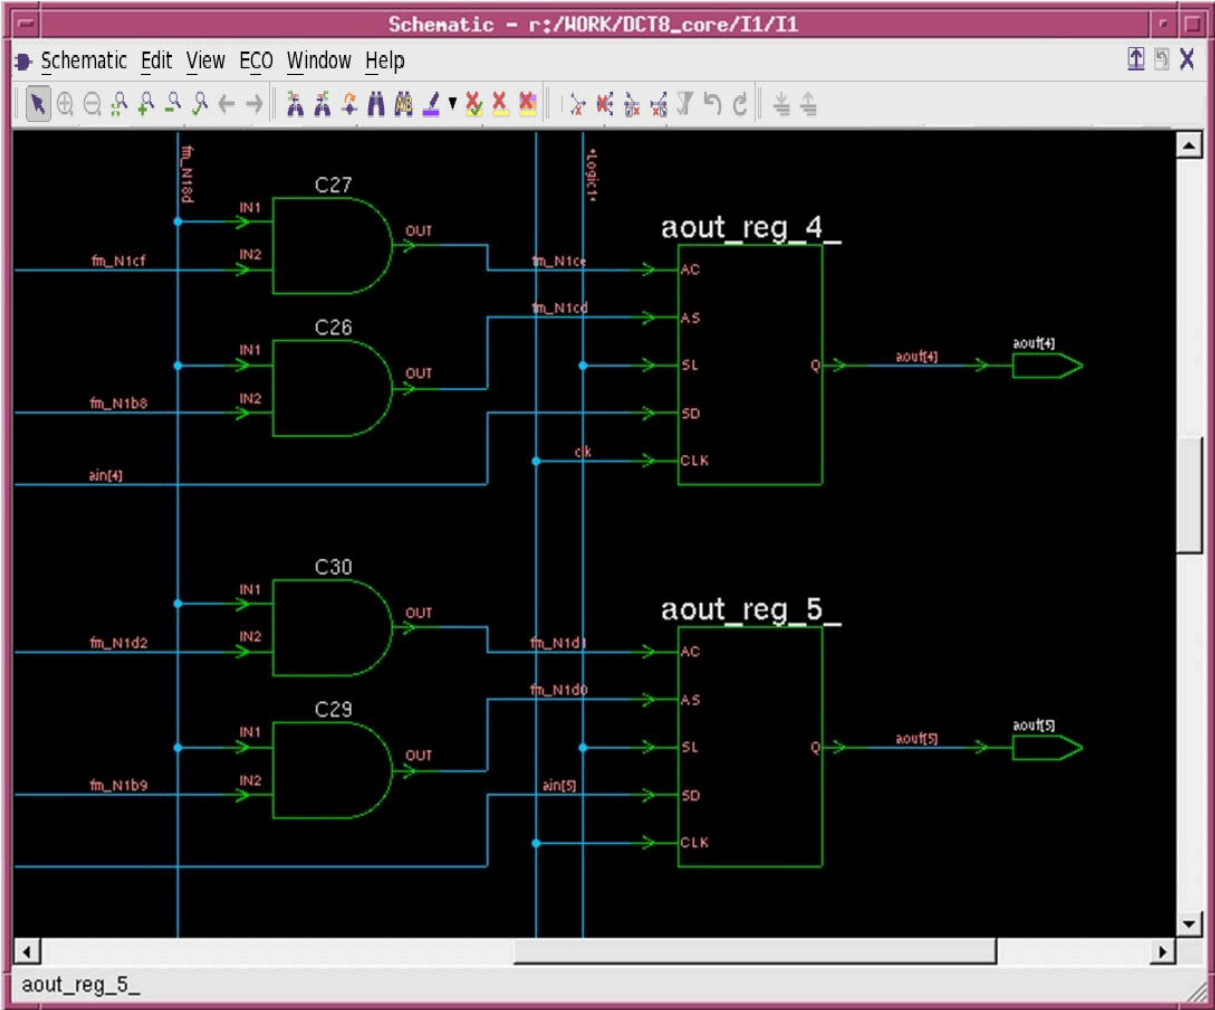 Schematic - r:/WORK/DCT8_core/I1/I1
Schematic Edit View ECO Window Help
fm_N18d
*Logic1*
C27
IN1
OUT
IN2
fm_N1cf
aout_reg_4_
fm_N1ce
AC
fm_N1cd
AS
C26
IN1
OUT
IN2
fm_N1b8
SL
Q
aout[4]
aout[4]
SD
clk
CLK
ain[4]
C30
IN1
OUT
IN2
fm_N1d2
aout_reg_5_
fm_N1d1
AC
fm_N1d0
AS
C29
IN1
OUT
IN2
fm_N1b9
SL
Q
aout[5]
aout[5]
ain[5]
SD
CLK
aout_reg_5_